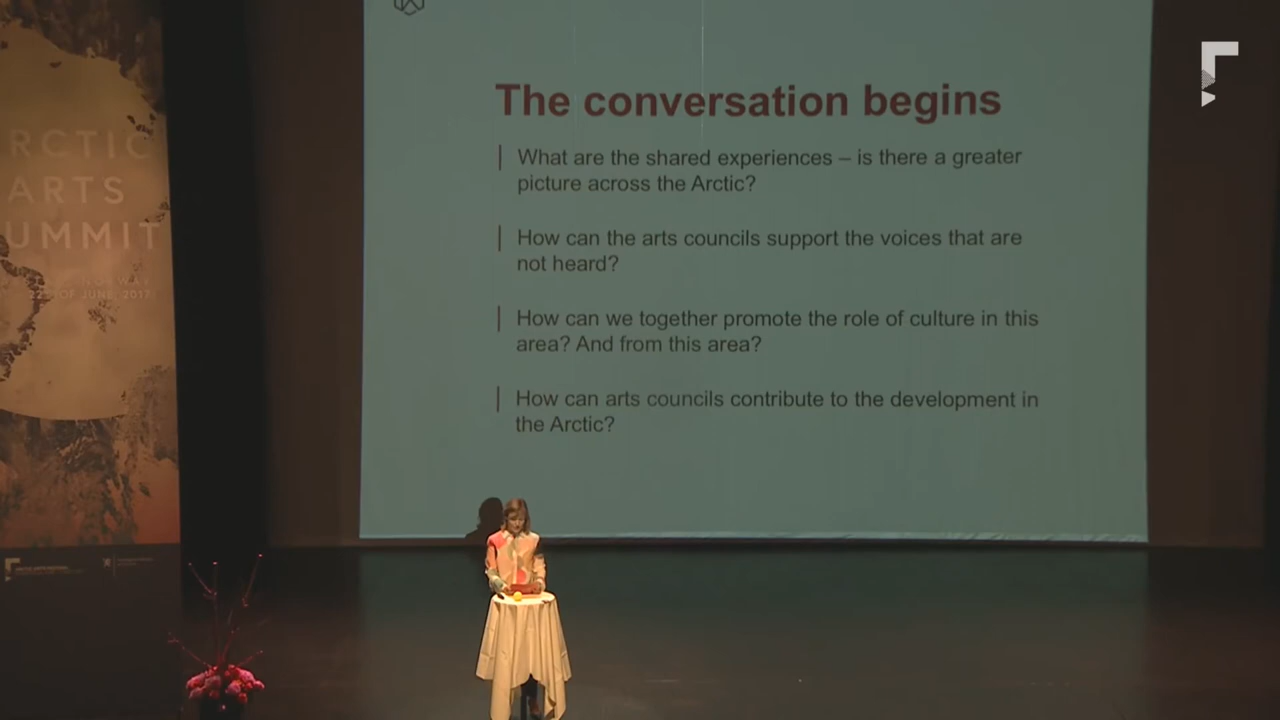 RCTIC
ARTS
UMMIT
OF JUNE, 2017
The conversation begins
What are the shared experiences – is there a greater
picture across the Arctic?
How can the arts councils support the voices that are
not heard?
How can we together promote the role of culture in this
area? And from this area?
How can arts councils contribute to the development in
the Arctic?